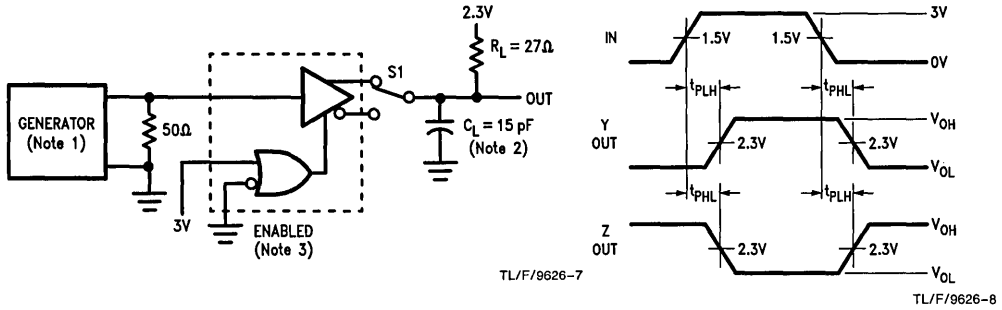 2.3V
R_L = 27Ω
S1
OUT
GENERATOR
(Note 1)
50Ω
C_L = 15 pF
(Note 2)
3V
ENABLED
(Note 3)
TL/F/9626-7
IN
1.5V
1.5V
3V
0V
t_PLH
t_PHL
Y
OUT
2.3V
2.3V
V_OH
V_OL
t_PHL
t_PLH
Z
OUT
2.3V
2.3V
V_OH
V_OL
TL/F/9626-8